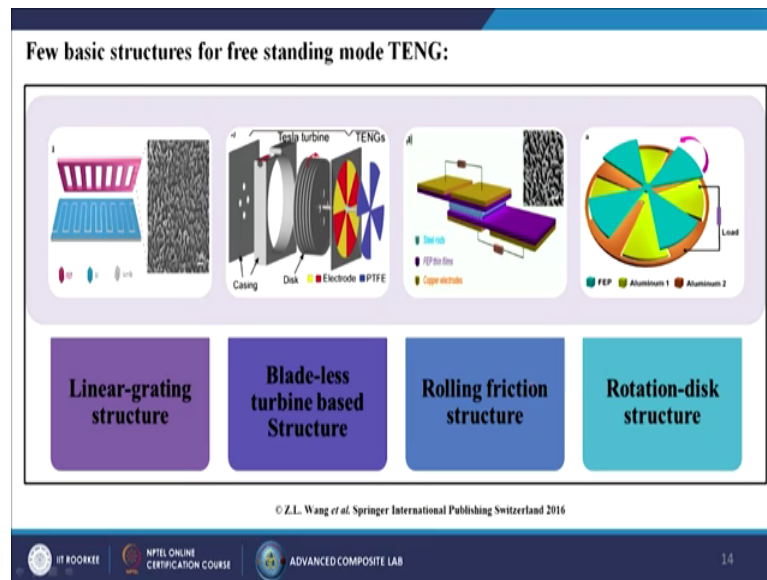 Few basic structures for free standing mode TENG:
Tesla turbine
TENGs
Casing
Disk
Electrode
PTFE
Steel rods
FEP thin films
Copper electrodes
a
Load
FEP
Aluminum 1
Aluminum 2
Linear-grating
structure
Blade-less
turbine based
Structure
Rolling friction
structure
Rotation-disk
structure
© Z.L. Wang et al. Springer International Publishing Switzerland 2016
IIT ROORKEE
NPTEL ONLINE
CERTIFICATION COURSE
ADVANCED COMPOSITE LAB
14